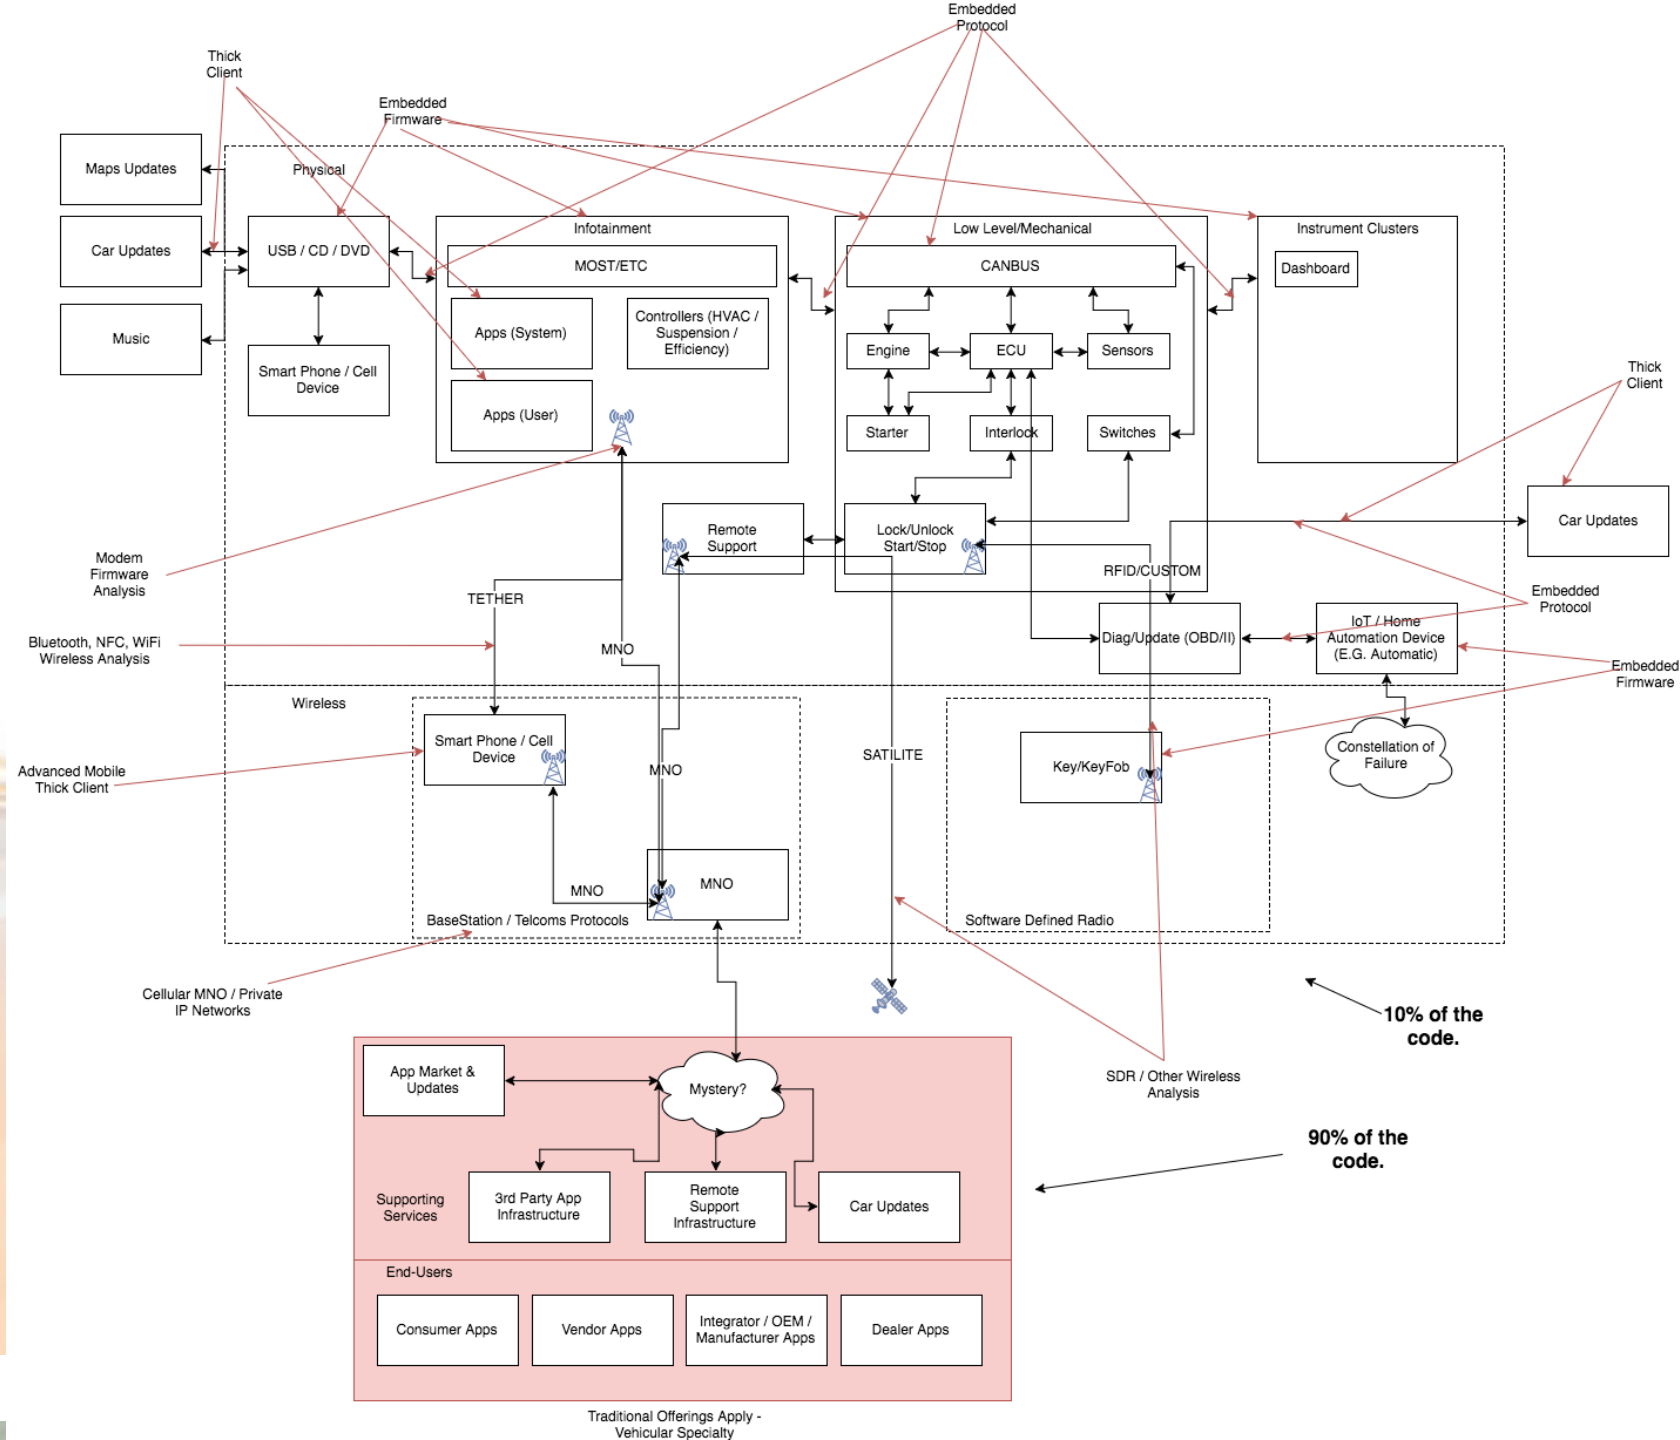 Embedded
Protocol
Thick
Client
Embedded
Firmware
Maps Updates
Physical
Car Updates
USB / CD / DVD
Infotainment
MOST/ETC
Low Level/Mechanical
CANBUS
Instrument Clusters
Dashboard
Music
Smart Phone / Cell
Device
Apps (System)
Controllers (HVAC /
Suspension /
Efficiency)
Apps (User)
Engine
ECU
Sensors
Starter
Interlock
Switches
Thick
Client
Remote
Support
Lock/Unlock
Start/Stop
Car Updates
Modem
Firmware
Analysis
RFID/CUSTOM
TETHER
Embedded
Protocol
Bluetooth, NFC, WiFi
Wireless Analysis
MNO
Diag/Update (OBD/II)
IoT / Home
Automation Device
(E.G. Automatic)
Embedded
Firmware
Wireless
Smart Phone / Cell
Device
MNO
SATILITE
Key/KeyFob
Constellation of
Failure
Advanced Mobile
Thick Client
MNO
MNO
BaseStation / Telcoms Protocols
Software Defined Radio
Cellular MNO / Private
IP Networks
10% of the
code.
App Market &
Updates
Mystery?
SDR / Other Wireless
Analysis
90% of the
code.
Supporting
Services
3rd Party App
Infrastructure
Remote
Support
Infrastructure
Car Updates
End-Users
Consumer Apps
Vendor Apps
Integrator / OEM /
Manufacturer Apps
Dealer Apps
Traditional Offerings Apply -
Vehicular Specialty